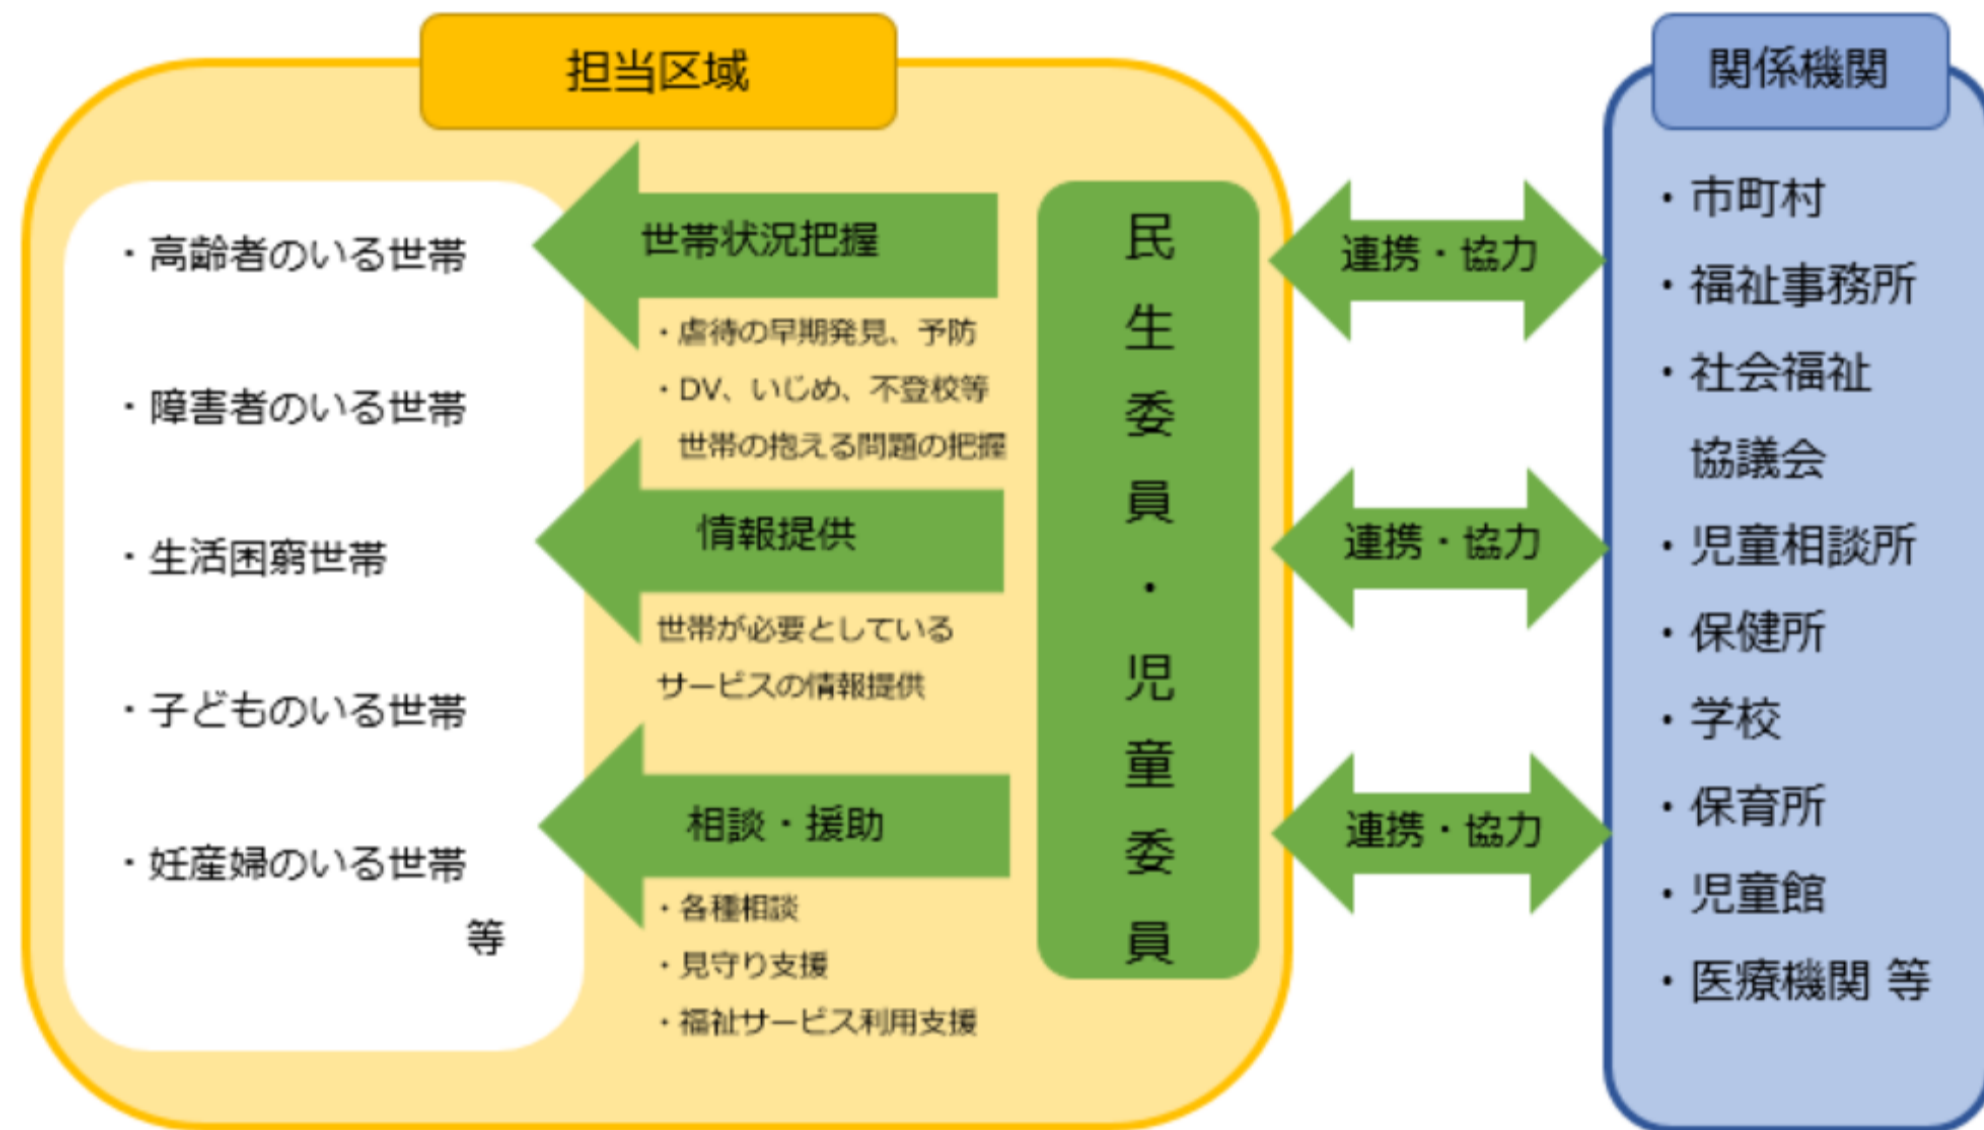 担当区域
・高齢者のいる世帯
・障害者のいる世帯
・生活困窮世帯
・子どものいる世帯
・妊産婦のいる世帯
等
世帯状況把握
・虐待の早期発見、予防
・DV、いじめ、不登校等
世帯の抱える問題の把握
情報提供
世帯が必要としている
サービスの情報提供
相談・援助
・各種相談
・見守り支援
・福祉サービス利用支援
民生委員・児童委員
連携・協力
連携・協力
連携・協力
関係機関
・市町村
・福祉事務所
・社会福祉
協議会
・児童相談所
・保健所
・学校
・保育所
・児童館
・医療機関 等